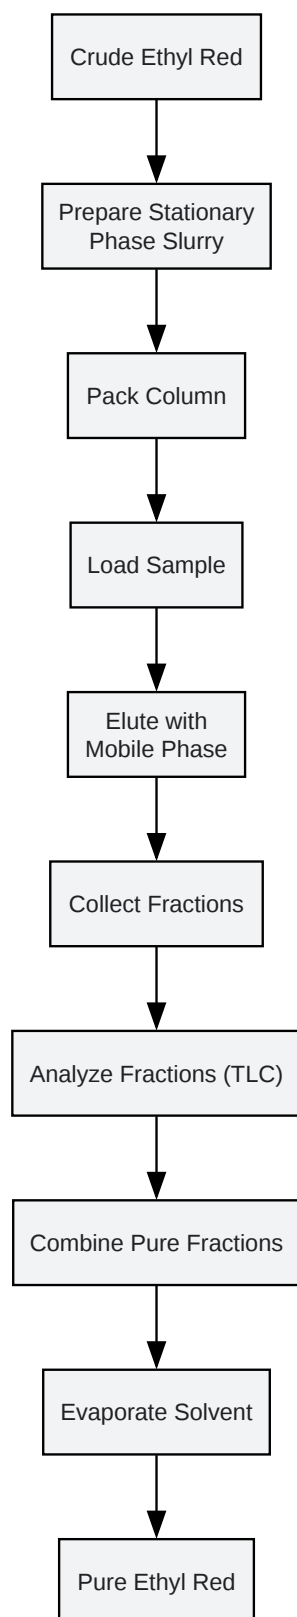 Crude Ethyl Red
Prepare Stationary
Phase Slurry
Pack Column
Load Sample
Elute with
Mobile Phase
Collect Fractions
Analyze Fractions (TLC)
Combine Pure Fractions
Evaporate Solvent
Pure Ethyl Red